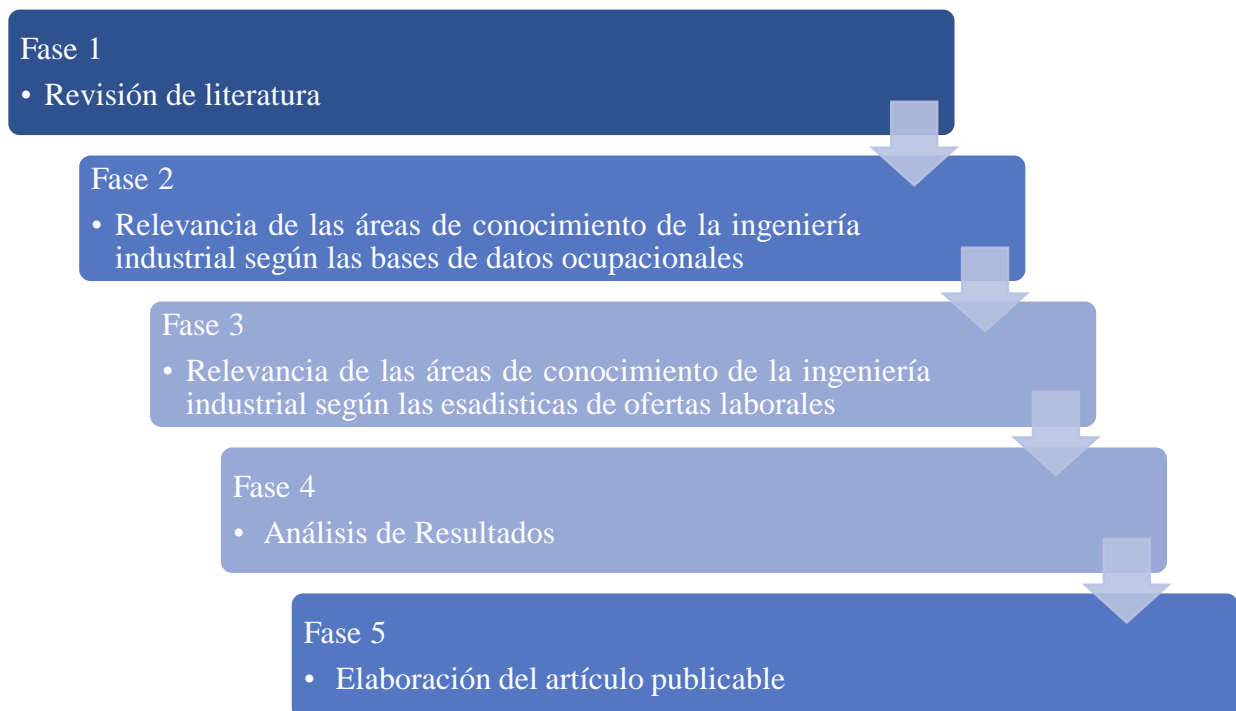 Fase 1
• Revisión de literatura
Fase 2
• Relevancia de las áreas de conocimiento de la ingeniería
industrial según las bases de datos ocupacionales
Fase 3
• Relevancia de las áreas de conocimiento de la ingeniería
industrial según las esadisticas de ofertas laborales
Fase 4
• Análisis de Resultados
Fase 5
• Elaboración del artículo publicable